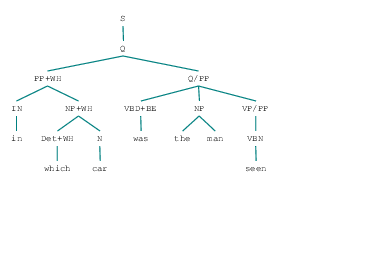 S
Q
PP+WH Q/PP
IN NP+WH VBD+BE NP VP/PP
in Det+WH N was the man VBN
which car seen